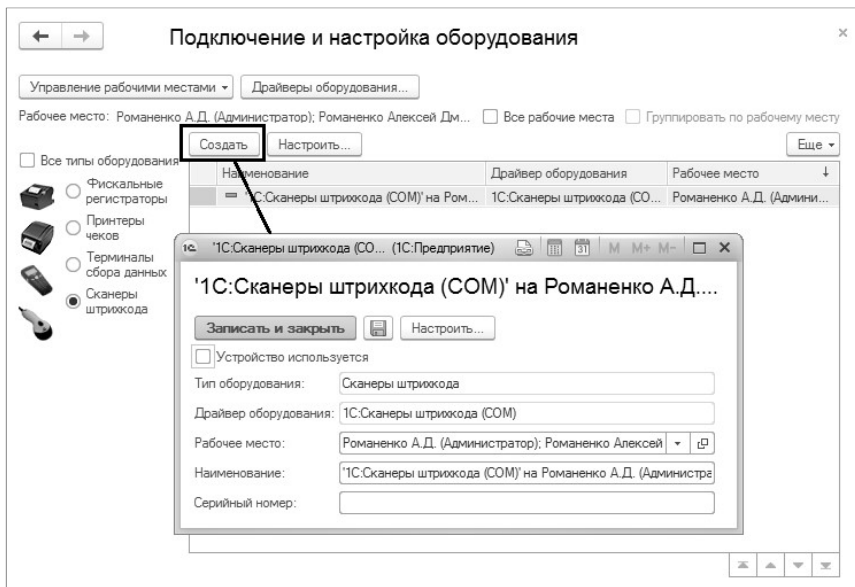 Подключение и настройка оборудования
Управление рабочими местами
Драйверы оборудования...
Рабочее место: Романенко А.Д. (Администратор); Романенко Алексей Дм...
Все рабочие места
Группировать по рабочему месту
Создать
Настроить...
Еще
Все типы оборудования
Фискальные
регистраторы
Принтеры
чеков
Терминалы
сбора данных
Сканеры
штрихкода
Наименование
Драйвер оборудования
Рабочее место
'1С:Сканеры штрихкода (COM)' на Ром...
1С:Сканеры штрихкода (СО...
Романенко А.Д. (Админи...
'1С:Сканеры штрихкода (СО... (1С:Предприятие)
31 M M+ M-
'1С:Сканеры штрихкода (COM)' на Романенко А.Д....
Записать и закрыть
Настроить...
Устройство используется
Тип оборудования: Сканеры штрихкода
Драйвер оборудования: 1С:Сканеры штрихкода (COM)
Рабочее место: Романенко А.Д. (Администратор); Романенко Алексей
Наименование: '1С:Сканеры штрихкода (COM)' на Романенко А.Д. (Администра
Серийный номер: